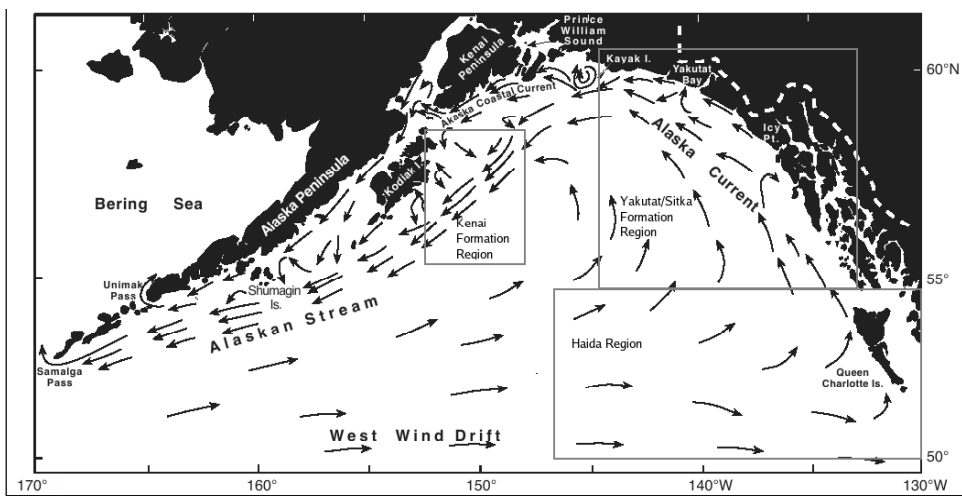 Prince
William
Sound
Kenai
Peninsula
Kayak I.
Yakutat
Bay
60°N
Akaska Coastal Current
Icy
Pt.
Alaska Current
Alaska Peninsula
Kodiak I.
Bering Sea
Yakutat/Sitka
Formation
Region
Kenai
Formation
Region
55°
Unimak
Pass
Shumagin
Is.
Alaskan Stream
Haida Region
Samalga
Pass
Queen
Charlotte Is.
West Wind Drift
50°
170°
160°
150°
140°W
130°W